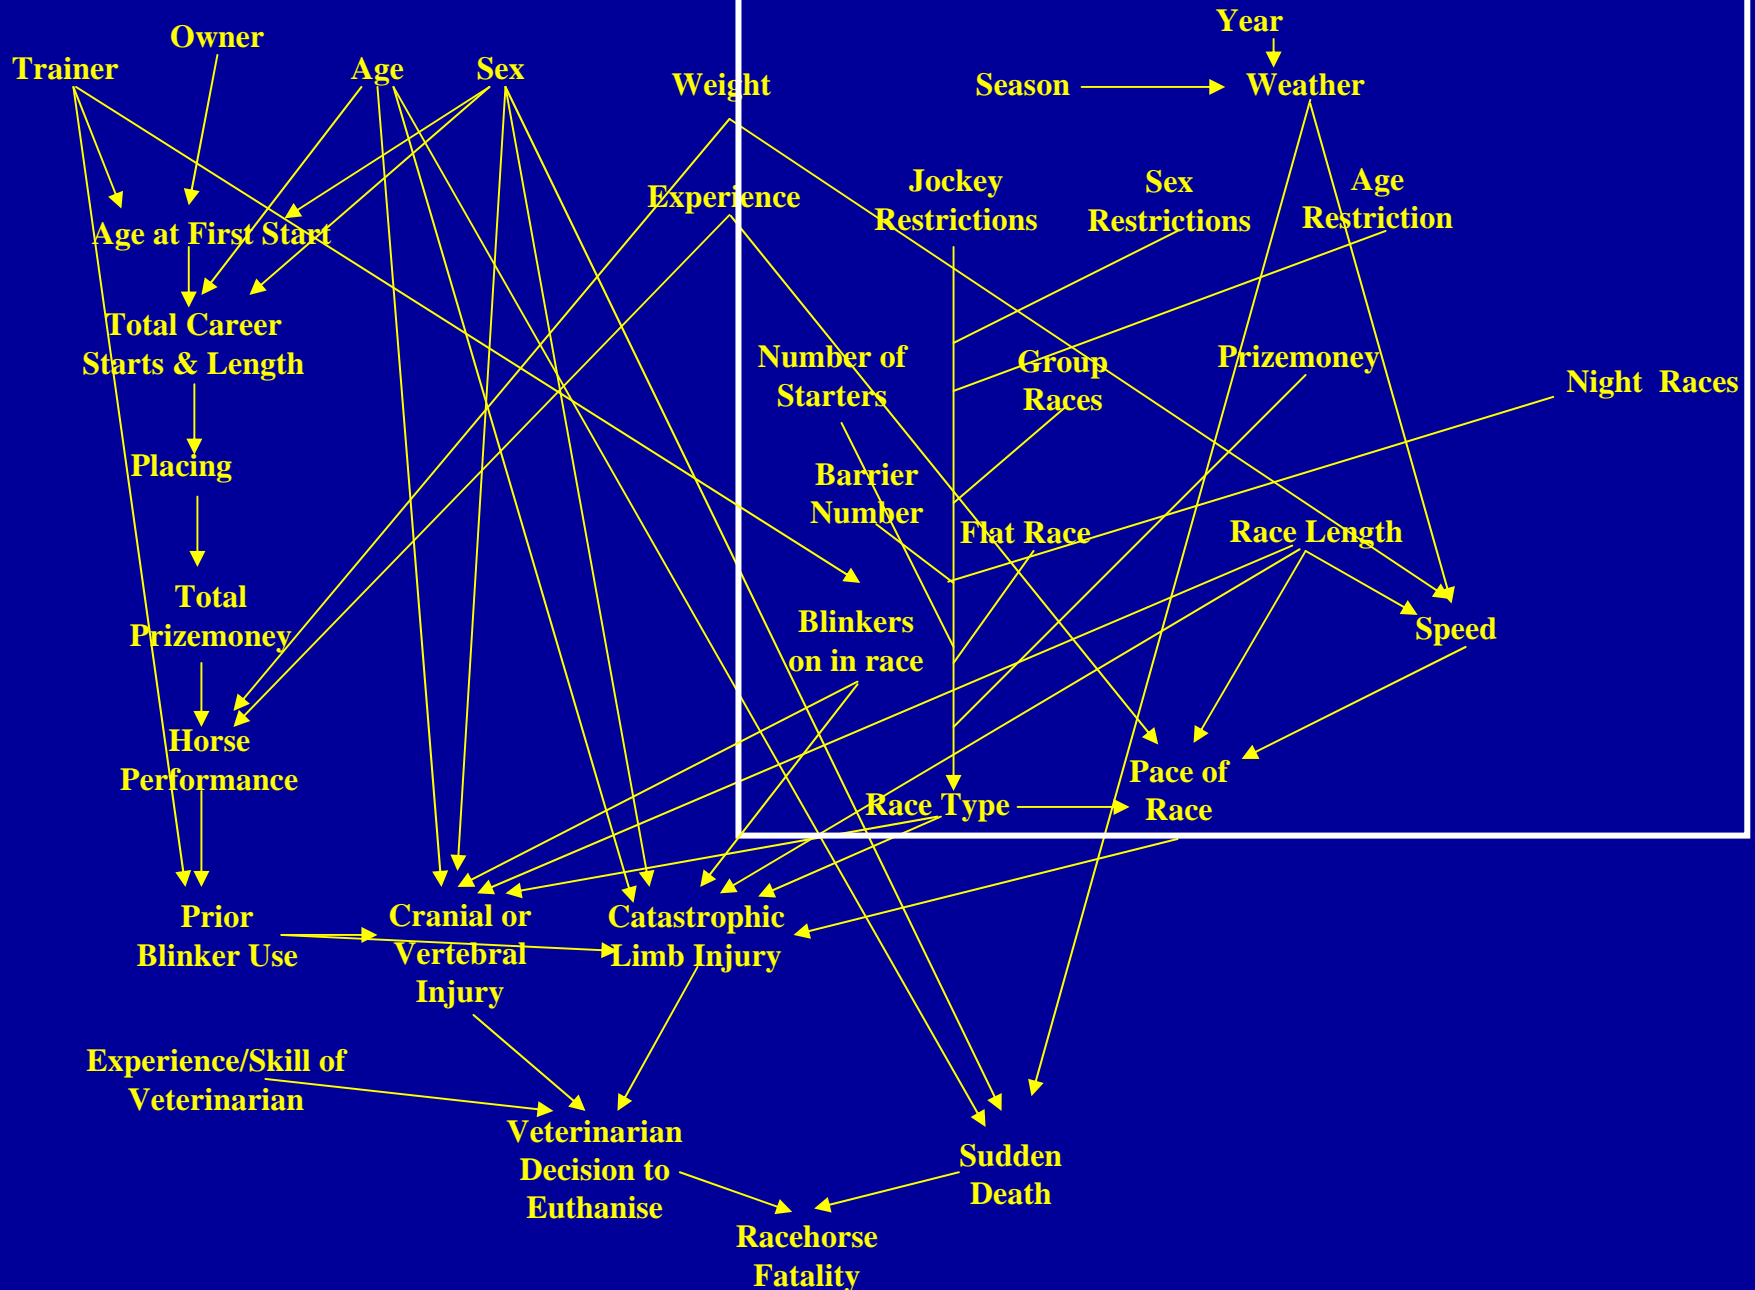 Year
Owner
Trainer
Age
Sex
Weight
Season
Weather
Experience
Jockey
Restrictions
Sex
Restrictions
Age
Restriction
Age at First Start
Total Career
Starts & Length
Number of
Starters
Group
Races
Prizemoney
Night Races
Placing
Barrier
Number
Flat Race
Race Length
Total
Prizemoney
Blinkers
on in race
Speed
Horse
Performance
Race Type
Pace of
Race
Prior
Blinker Use
Cranial or
Vertebral
Injury
Catastrophic
Limb Injury
Experience/Skill of
Veterinarian
Veterinarian
Decision to
Euthanise
Sudden
Death
Racehorse
Fatality